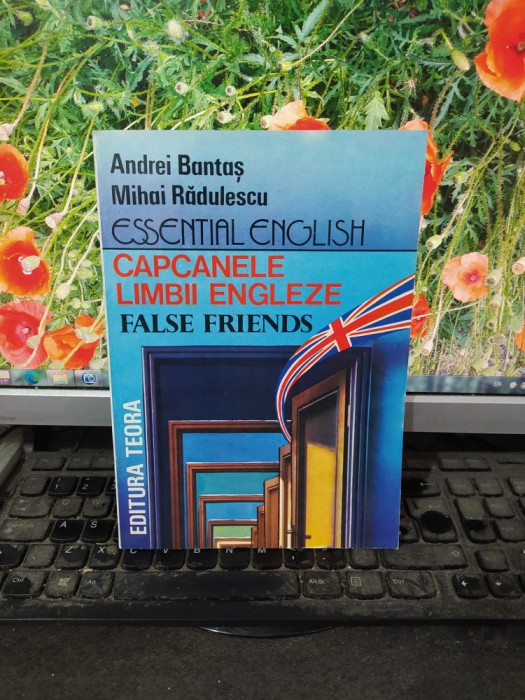 Andrei Bantaș
Mihai Rădulescu
ESSENTIAL ENGLISH
CAPCANELE
LIMBII ENGLEZE
FALSE FRIENDS
EDITURA TEORA